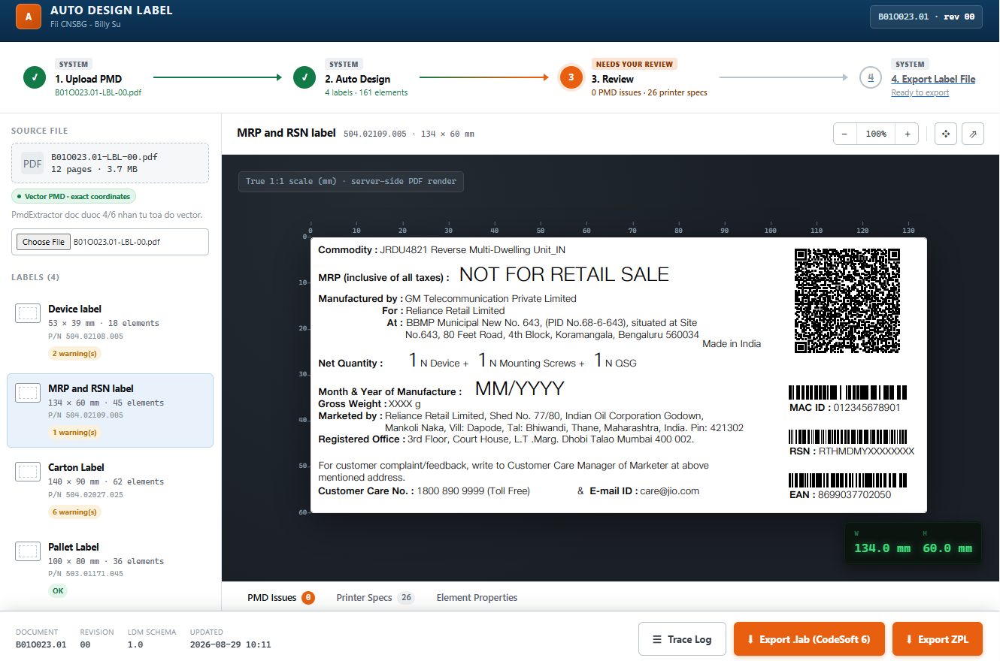 A
AUTO DESIGN LABEL
Fii CNSBG - Billy Su
B01O023.01 · rev 00
SYSTEM
1. Upload PMD
B01O023.01-LBL-00.pdf
SYSTEM
2. Auto Design
4 labels · 161 elements
3
NEEDS YOUR REVIEW
3. Review
0 PMD issues · 26 printer specs
4
SYSTEM
4. Export Label File
Ready to export
SOURCE FILE
PDF
B01O023.01-LBL-00.pdf
12 pages · 3.7 MB
Vector PMD · exact coordinates
PmdExtractor doc duoc 4/6 nhan tu toa do vector.
Choose File B01O023.01-LBL-00.pdf
LABELS (4)
Device label
53 × 39 mm · 18 elements
P/N 504.02108.005
2 warning(s)
MRP and RSN label
134 × 60 mm · 45 elements
P/N 504.02109.005
1 warning(s)
Carton Label
140 × 90 mm · 62 elements
P/N 504.02027.025
6 warning(s)
Pallet Label
100 × 80 mm · 36 elements
P/N 503.01171.045
OK
MRP and RSN label 504.02109.005 · 134 × 60 mm
− 100% +
True 1:1 scale (mm) · server-side PDF render
0 10 20 30 40 50 60 70 80 90 100 110 120 130
0
10
20
30
40
50
60
Commodity : JRDU4821 Reverse Multi-Dwelling Unit_IN
MRP (inclusive of all taxes) : NOT FOR RETAIL SALE
Manufactured by : GM Telecommunication Private Limited
For : Reliance Retail Limited
At : BBMP Municipal New No. 643, (PID No.68-6-643), situated at Site
No.643, 80 Feet Road, 4th Block, Koramangala, Bengaluru 560034
Made in India
Net Quantity : 1 N Device + 1 N Mounting Screws + 1 N QSG
Month & Year of Manufacture : MM/YYYY
Gross Weight : XXXX g
Marketed by : Reliance Retail Limited, Shed No. 77/80, Indian Oil Corporation Godown,
Mankoli Naka, Vill: Dapode, Tal: Bhiwandi, Thane, Maharashtra, India. Pin: 421302
Registered Office : 3rd Floor, Court House, L.T .Marg. Dhobi Talao Mumbai 400 002.
For customer complaint/feedback, write to Customer Care Manager of Marketer at above
mentioned address.
Customer Care No. : 1800 890 9999 (Toll Free) & E-mail ID : care@jio.com
MAC ID : 012345678901
RSN : RTHMDMYXXXXXXXX
EAN : 8699037702050
W H
134.0 mm 60.0 mm
PMD Issues 0
Printer Specs 26
Element Properties
DOCUMENT
B01O023.01
REVISION
00
LDM SCHEMA
1.0
UPDATED
2026-08-29 10:11
Trace Log
Export .lab (CodeSoft 6)
Export ZPL